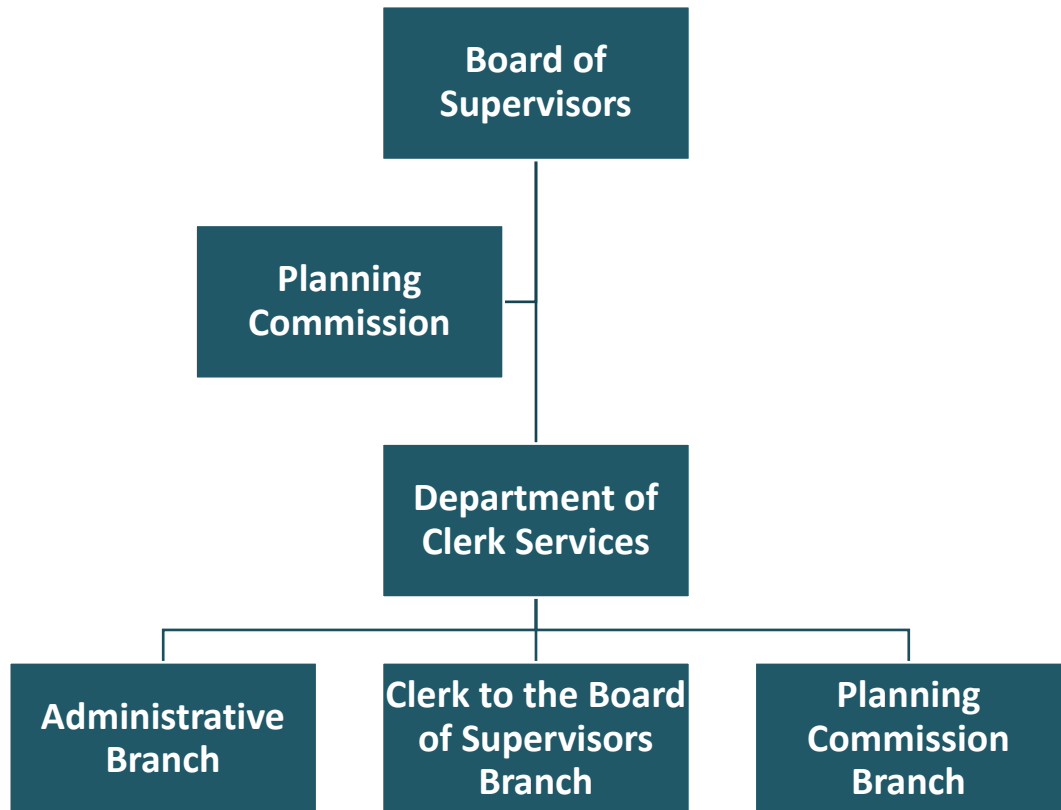 Board of
Supervisors
Planning
Commission
Department of
Clerk Services
Administrative
Branch
Clerk to the Board
of Supervisors
Branch
Planning
Commission
Branch